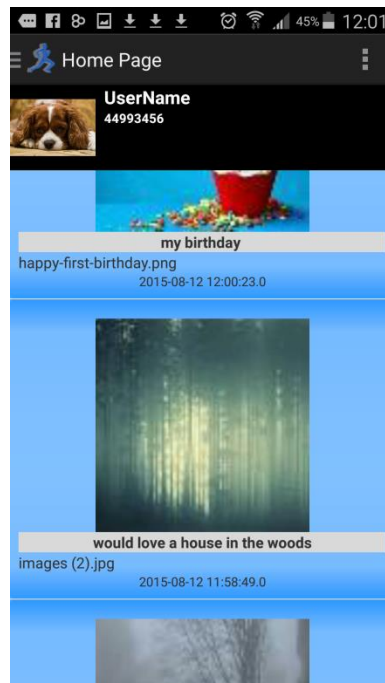 45% 12:01
Home Page
UserName
44993456
my birthday
happy-first-birthday.png
2015-08-12 12:00:23.0
would love a house in the woods
images (2).jpg
2015-08-12 11:58:49.0